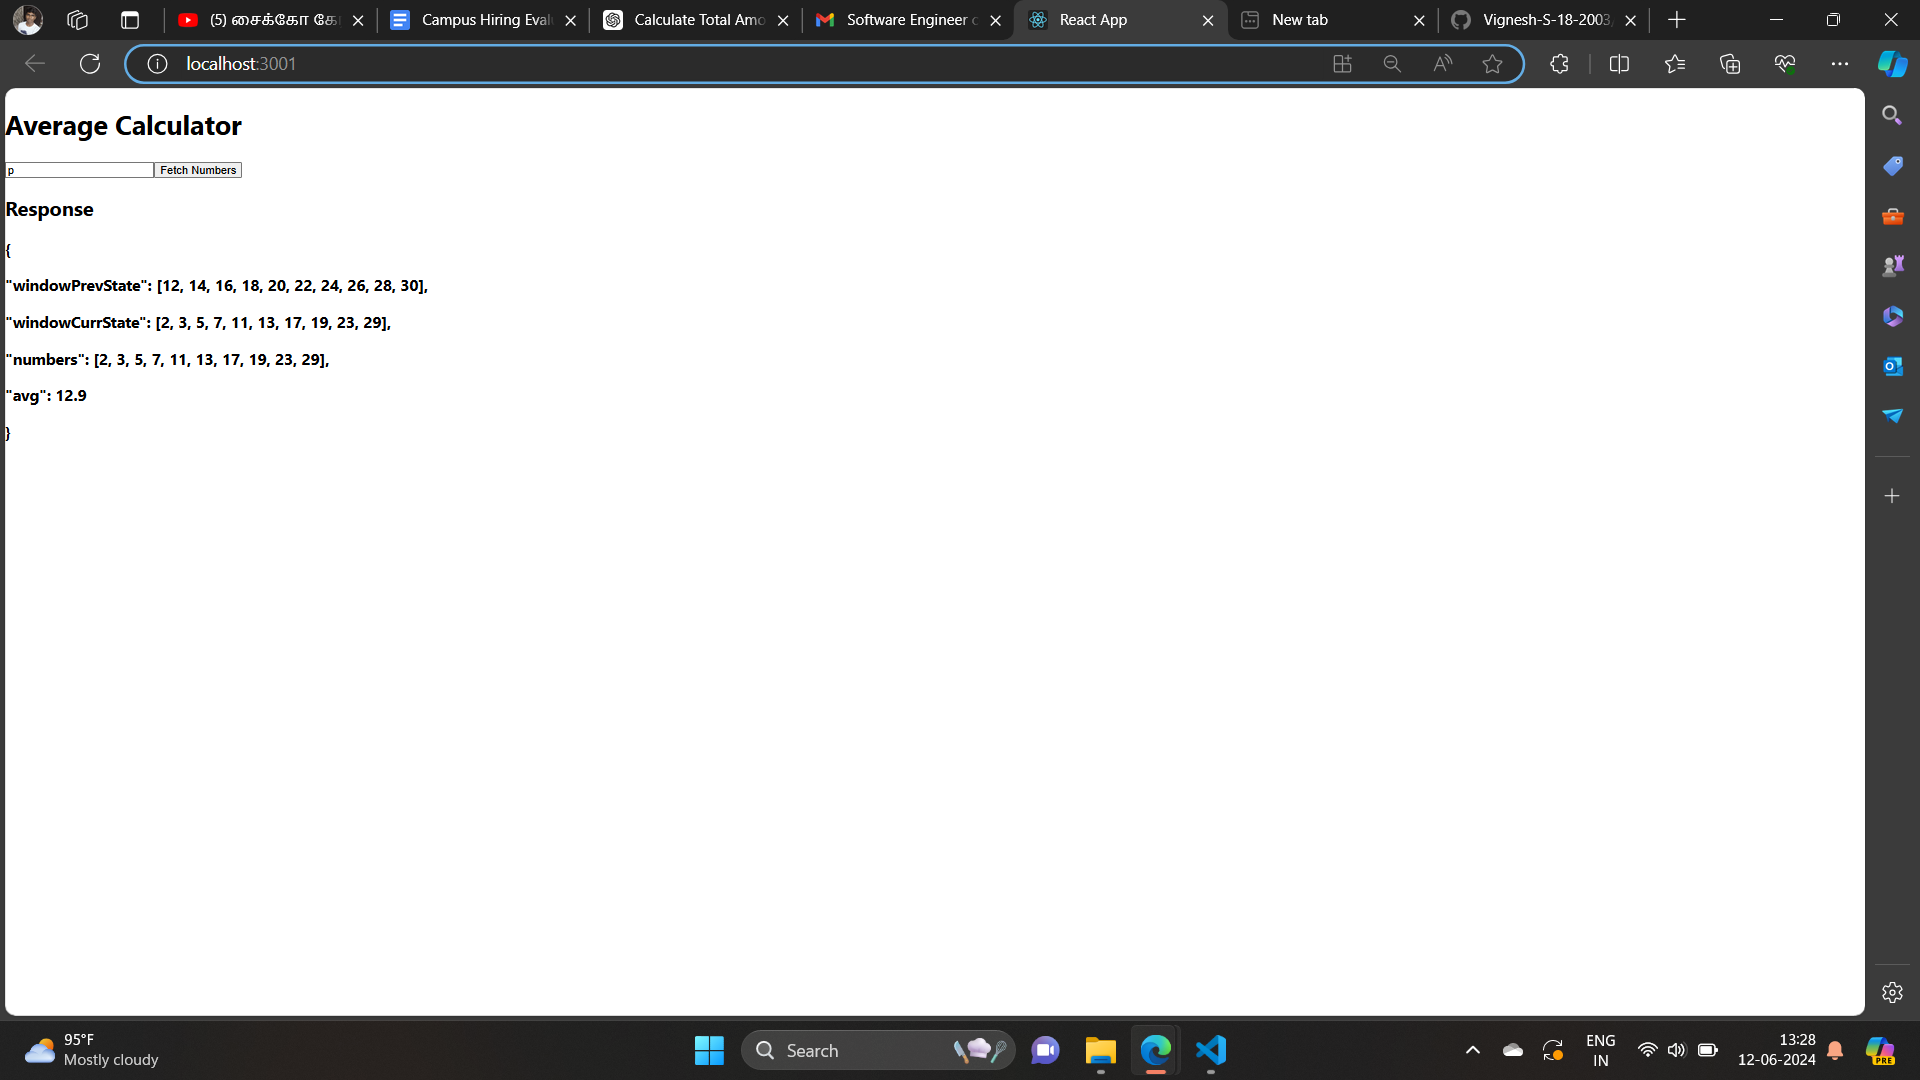 (5) சைக்கோ கே
Campus Hiring Eval
Calculate Total Amo
Software Engineer
React App
New tab
Vignesh-S-18-2003
localhost:3001
Average Calculator
p
Fetch Numbers
Response
{
"windowPrevState": [12, 14, 16, 18, 20, 22, 24, 26, 28, 30],
"windowCurrState": [2, 3, 5, 7, 11, 13, 17, 19, 23, 29],
"numbers": [2, 3, 5, 7, 11, 13, 17, 19, 23, 29],
"avg": 12.9
}
95°F
Mostly cloudy
Search
ENG
IN
13:28
12-06-2024
PRE